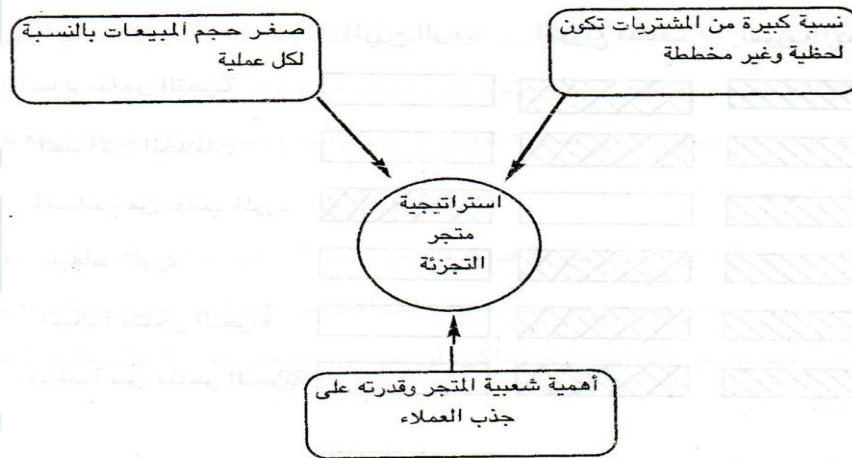 نسبة كبيرة من المشتريات تكون
لحظية وغير مخططة
صغر حجم المبيعات بالنسبة
لكل عملية
استراتيجية
متجر
التجزئة
أهمية شعبية المتجر وقدرته على
جذب العملاء